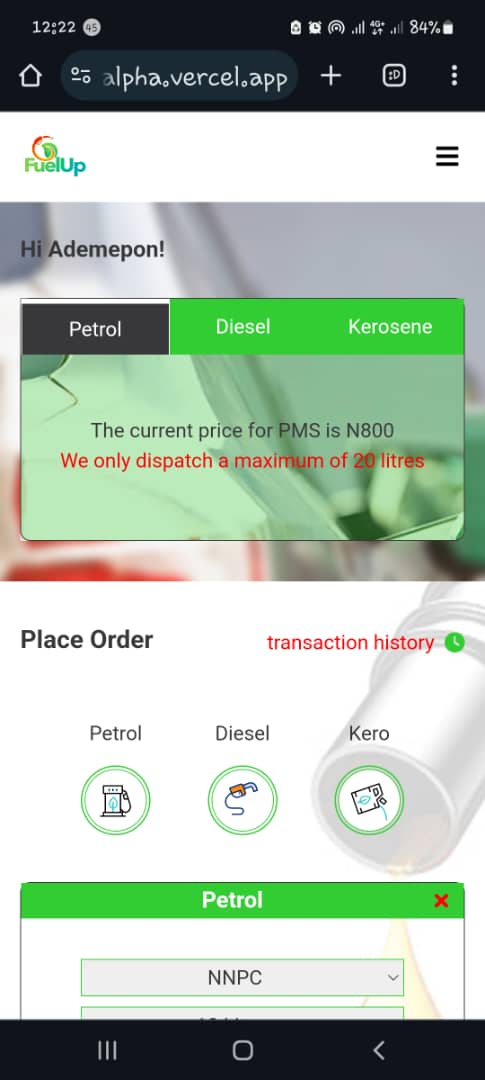 12:22 45 4G+ 84%
alpha.vercel.app :D
FuelUp
Hi Ademepon!
Petrol Diesel Kerosene
The current price for PMS is N800
We only dispatch a maximum of 20 litres
Place Order transaction history
Petrol Diesel Kero
Petrol
NNPC